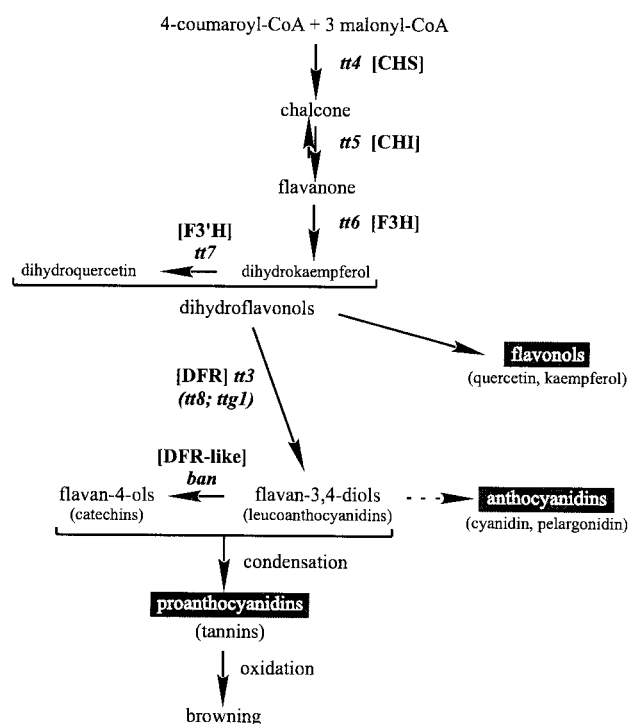 4-coumaroyl-CoA + 3 malonyl-CoA
tt4 [CHS]
chalcone
tt5 [CHI]
flavanone
tt6 [F3H]
[F3'H]
tt7
dihydroquercetin dihydrokaempferol
dihydroflavonols
flavonols
(quercetin, kaempferol)
[DFR] tt3
(tt8; ttg1)
[DFR-like]
ban
flavan-4-ols flavan-3,4-diols anthocyanidins
(catechins) (leucoanthocyanidins) (cyanidin, pelargonidin)
condensation
proanthocyanidins
(tannins)
oxidation
browning